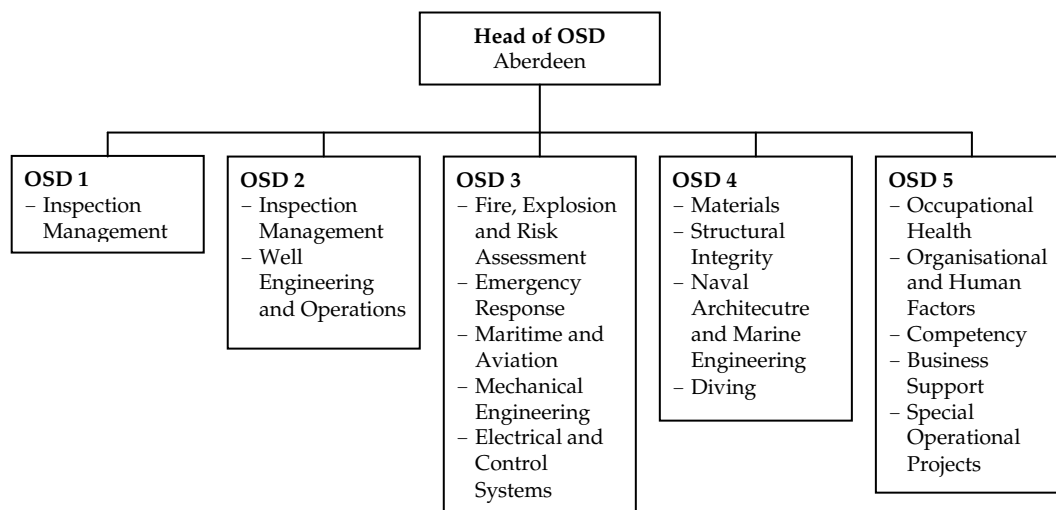 Head of OSD
Aberdeen
OSD 1
– Inspection
Management
OSD 2
– Inspection
Management
– Well
Engineering
and Operations
OSD 3
– Fire, Explosion
and Risk
Assessment
– Emergency
Response
– Maritime and
Aviation
– Mechanical
Engineering
– Electrical and
Control
Systems
OSD 4
– Materials
– Structural
Integrity
– Naval
Architecutre
and Marine
Engineering
– Diving
OSD 5
– Occupational
Health
– Organisational
and Human
Factors
– Competency
– Business
Support
– Special
Operational
Projects